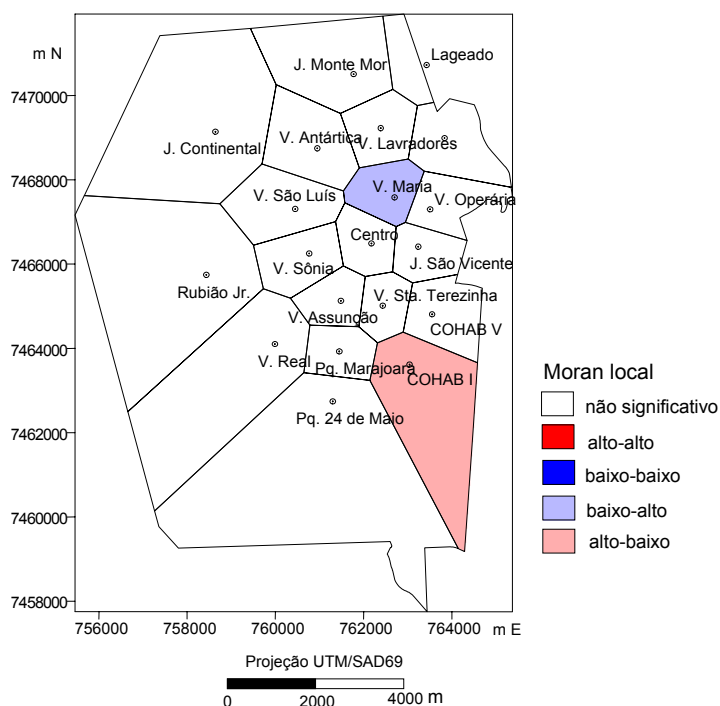 m N
Lageado
J. Monte Mor
7470000
V. Antártica
V. Lavradores
J. Continental
7468000
V. Maria
V. São Luís
V. Operária
Centro
7466000
V. Sônia
J. São Vicente
Rubião Jr.
V. Sta. Terezinha
V. Assunção
COHAB V
7464000
V. Real
Pq. Marajoara
COHAB I
Pq. 24 de Maio
7462000
7460000
7458000
756000 758000 760000 762000 764000 m E
Moran local
não significativo
alto-alto
baixo-baixo
baixo-alto
alto-baixo
Projeção UTM/SAD69
0 2000 4000 m